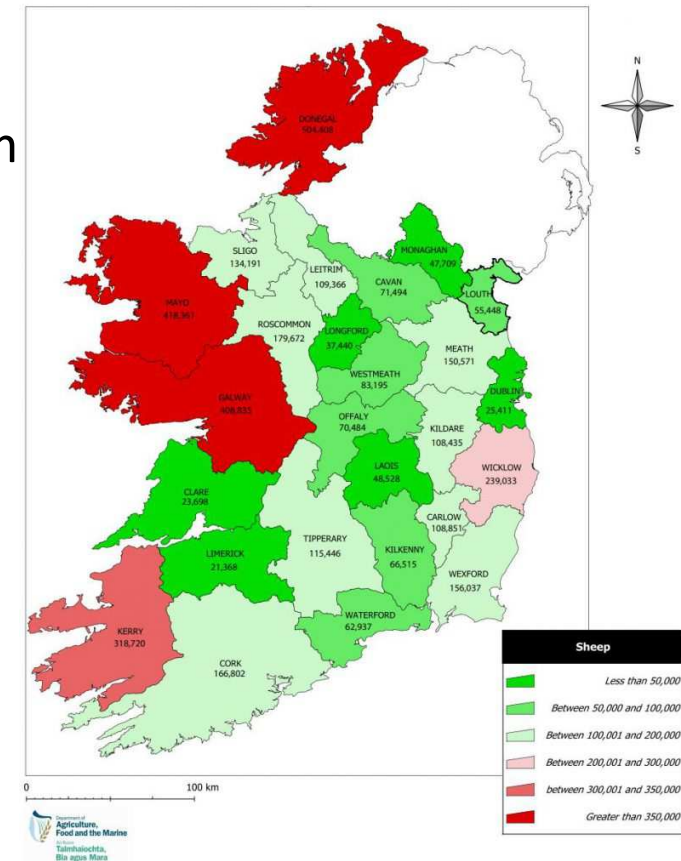 N
S
DONEGAL
SLIGO
134,191
LEITRIM
109,366
MONAGHAN
47,709
CAVAN
71,494
LOUTH
55,448
MAYO
ROSCOMMON
179,672
LONGFORD
37,440
MEATH
150,571
WESTMEATH
83,195
DUBLIN
25,411
GALWAY
OFFALY
70,484
KILDARE
108,435
WICKLOW
239,033
LAOIS
48,528
CLARE
23,698
CARLOW
108,851
TIPPERARY
115,446
LIMERICK
21,368
KILKENNY
66,515
WEXFORD
156,037
WATERFORD
62,937
KERRY
318,720
CORK
166,802
Sheep
Less than 50,000
Between 50,000 and 100,000
Between 100,001 and 200,000
Between 200,001 and 300,000
between 300,001 and 350,000
Greater than 350,000
0 100 km
Department of
Agriculture,
Food and the Marine
Talmhaíochta,
Bia agus Mara